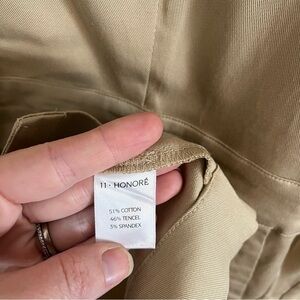 11 · HONORÉ
51% COTTON
46% TENCEL
3% SPANDEX